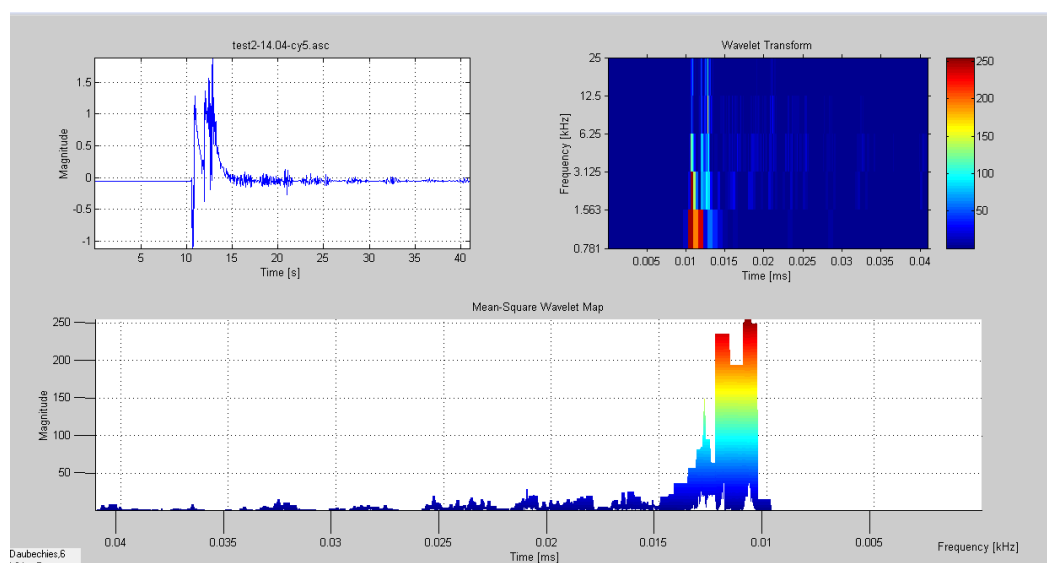 test2-14.04-cy5.asc
Magnitude
1.5
1
0.5
0
-0.5
-1
5 10 15 20 25 30 35 40
Time [s]
Wavelet Transform
Frequency [kHz]
25
12.5
6.25
3.125
1.563
0.781
0.005 0.01 0.015 0.02 0.025 0.03 0.035 0.04
Time [ms]
250
200
150
100
50
Mean-Square Wavelet Map
Magnitude
250
200
150
100
50
0.04 0.035 0.03 0.025 0.02 0.015 0.01 0.005
Time [ms]
Frequency [kHz]
Daubechies,6